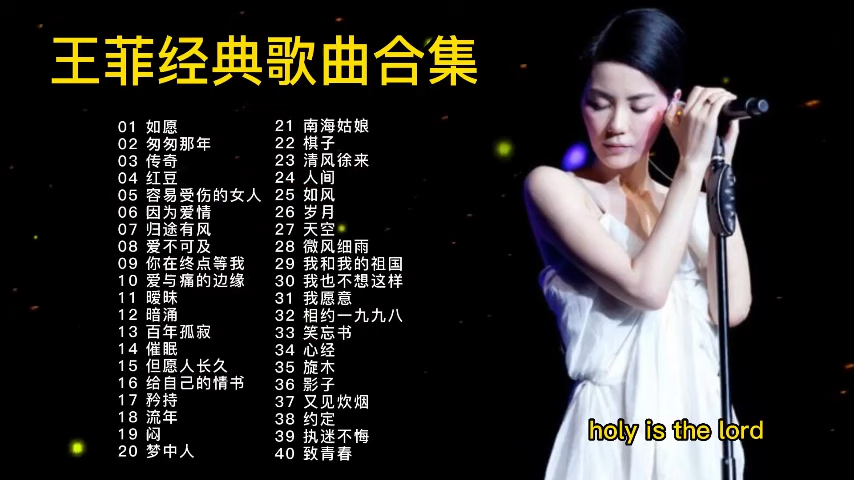 王菲经典歌曲合集
01 如愿
02 匆匆那年
03 传奇
04 红豆
05 容易受伤的女人
06 因为爱情
07 归途有风
08 爱不可及
09 你在终点等我
10 爱与痛的边缘
11 暧昧
12 暗涌
13 百年孤寂
14 催眠
15 但愿人长久
16 给自己的情书
17 矜持
18 流年
19 闷
20 梦中人
21 南海姑娘
22 棋子
23 清风徐来
24 人间
25 如风
26 岁月
27 天空
28 微风细雨
29 我和我的祖国
30 我也不想这样
31 我愿意
32 相约一九九八
33 笑忘书
34 心经
35 旋木
36 影子
37 又见炊烟
38 约定
39 执迷不悔
40 致青春
holy is the lord